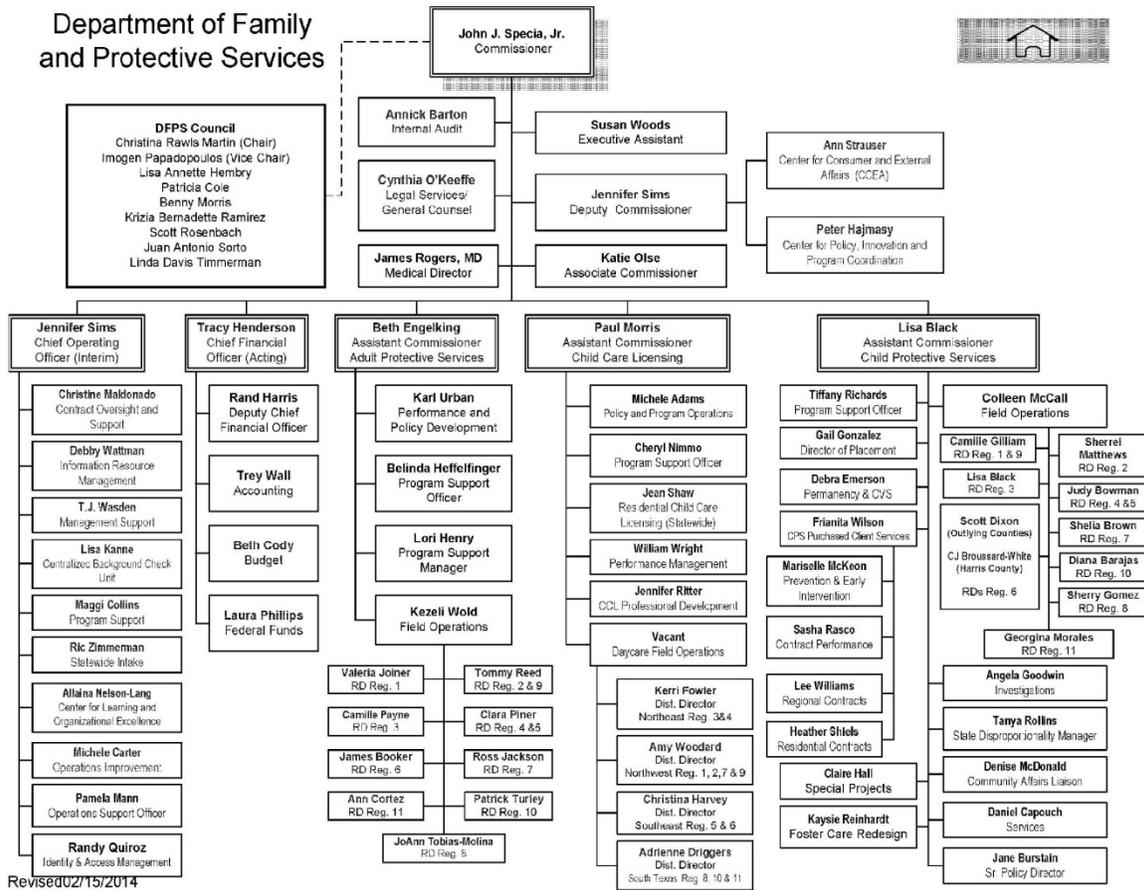 Department of Family
and Protective Services
John J. Specia, Jr.
Commissioner
DFPS Council
Christina Rawls Martin (Chair)
Imogen Papadopoulos (Vice Chair)
Lisa Annette Hembry
Patricia Cole
Benny Morris
Krizia Bernadette Ramirez
Scott Rosenbach
Juan Antonio Sorto
Linda Davis Timmerman
Annick Barton
Internal Audit
Susan Woods
Executive Assistant
Cynthia O'Keeffe
Legal Services/
General Counsel
Jennifer Sims
Deputy Commissioner
Ann Strauser
Center for Consumer and External
Affairs (CCEA)
Peter Hajmasy
Center for Policy, Innovation and
Program Coordination
James Rogers, MD
Medical Director
Katie Olse
Associate Commissioner
Jennifer Sims
Chief Operating
Officer (Interim)
Christine Maldonado
Contract Oversight and
Support
Debby Wattman
Information Resource
Management
T.J. Wasden
Management Support
Lisa Kanne
Centralized Background Check
Unit
Maggi Collins
Program Support
Ric Zimmerman
Statewide Intake
Allaina Nelson-Lang
Center for Learning and
Organizational Excellence
Michele Carter
Operations Improvement
Pamela Mann
Operations Support Officer
Randy Quiroz
Identity & Access Management
Tracy Henderson
Chief Financial
Officer (Acting)
Rand Harris
Deputy Chief
Financial Officer
Trey Wall
Accounting
Beth Cody
Budget
Laura Phillips
Federal Funds
Beth Engelking
Assistant Commissioner
Adult Protective Services
Karl Urban
Performance and
Policy Development
Belinda Heffelfinger
Program Support
Officer
Lori Henry
Program Support
Manager
Kezeli Wold
Field Operations
Valeria Joiner
RD Reg. 1
Tommy Reed
RD Reg. 2 & 9
Camille Payne
RD Reg. 3
Clara Piner
RD Reg. 4 &5
James Booker
RD Reg. 6
Ross Jackson
RD Reg. 7
Ann Cortez
RD Reg. 11
Patrick Turley
RD Reg. 10
JoAnn Tobias-Molina
RD Reg. 8
Paul Morris
Assistant Commissioner
Child Care Licensing
Michele Adams
Policy and Program Operations
Cheryl Nimmo
Program Support Officer
Jean Shaw
Residential Child Care
Licensing (Statewide)
William Wright
Performance Management
Jennifer Ritter
CCL Professional Development
Vacant
Daycare Field Operations
Kerri Fowler
Dist. Director
Northeast Reg. 3&4
Amy Woodard
Dist. Director
Northwest Reg. 1, 2,7 & 9
Christina Harvey
Dist. Director
Southeast Reg. 5 & 6
Adrienne Driggers
Dist. Director
South Texas Reg. 8, 10 & 11
Lisa Black
Assistant Commissioner
Child Protective Services
Tiffany Richards
Program Support Officer
Gail Gonzalez
Director of Placement
Debra Emerson
Permanency & CVS
Frianita Wilson
CPS Purchased Client Services
Mariselle McKeon
Prevention & Early
Intervention
Sasha Rasco
Contract Performance
Lee Williams
Regional Contracts
Heather Shiels
Residential Contracts
Claire Hall
Special Projects
Kaysie Reinhardt
Foster Care Redesign
Colleen McCall
Field Operations
Camille Gilliam
RD Reg. 1 & 9
Sherrei
Matthews
RD Reg. 2
Lisa Black
RD Reg. 3
Judy Bowman
RD Reg. 4 &5
Scott Dixon
(Outlying Counties)
CJ Broussard-White
(Harris County)
RDs Reg. 6
Shelia Brown
RD Reg. 7
Diana Barajas
RD Reg. 10
Sherry Gomez
RD Reg. 8
Georgina Morales
RD Reg. 11
Angela Goodwin
Investigations
Tanya Rollins
State Disproportionality Manager
Denise McDonald
Community Affairs Liaison
Daniel Capouch
Services
Jane Burstain
Sr. Policy Director
Revised02/15/2014